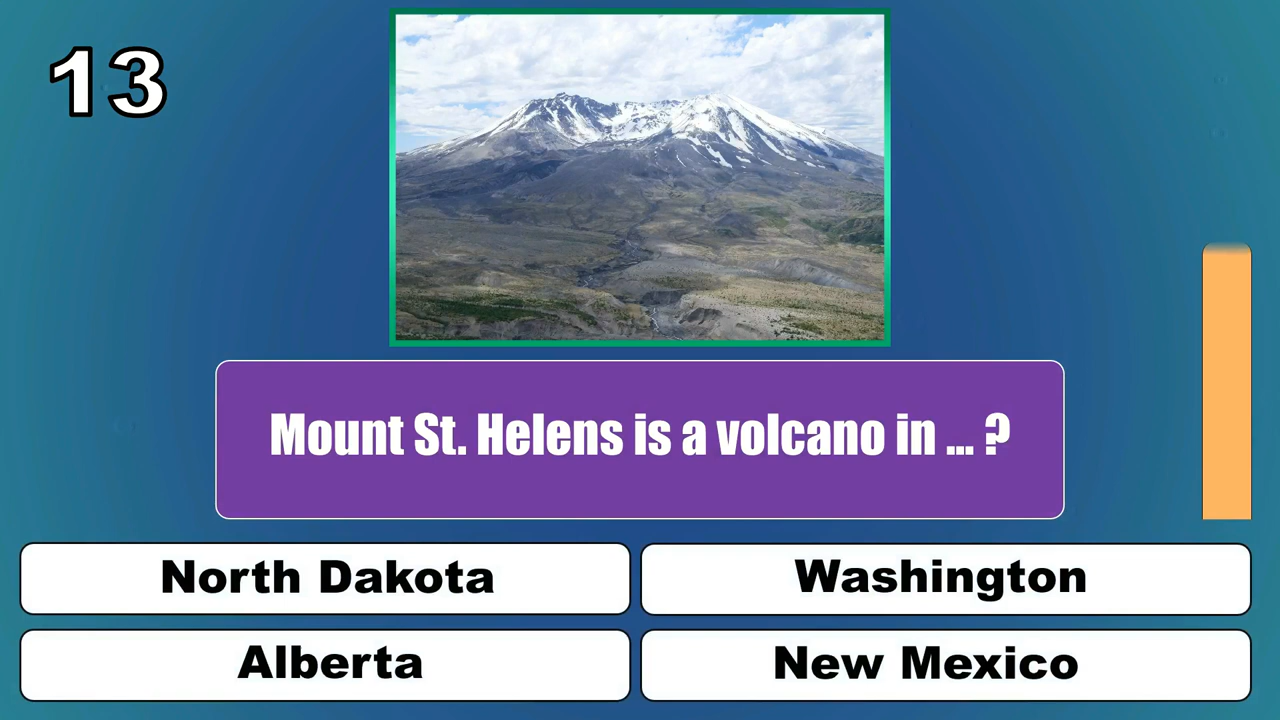 13
Mount St. Helens is a volcano in ... ?
North Dakota
Washington
Alberta
New Mexico